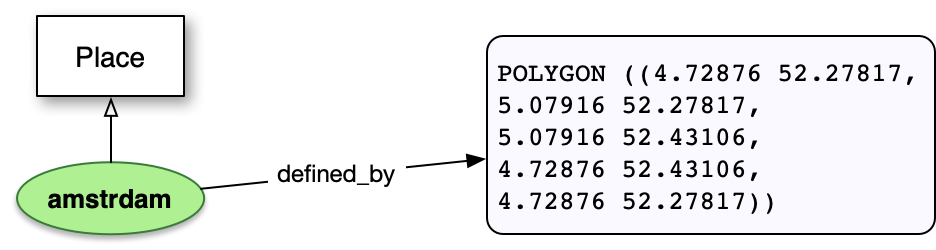 Place
POLYGON ((4.72876 52.27817,
5.07916 52.27817,
5.07916 52.43106,
4.72876 52.43106,
4.72876 52.27817))
defined_by
amstrdam